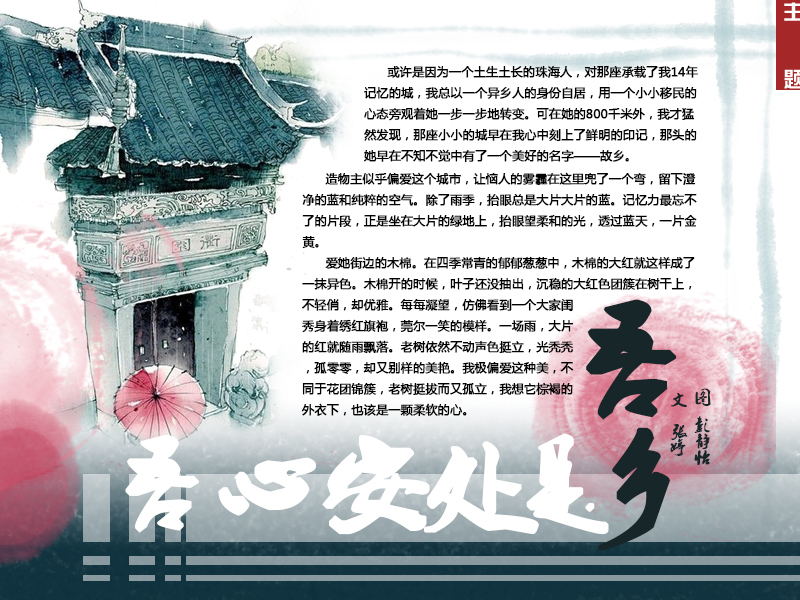 主
题
或许是因为一个土生土长的珠海人，对那座承载了我14年
记忆的城，我总以一个异乡人的身份自居，用一个小小移民的
心态旁观着她一步一步地转变。可在她的800千米外，我才猛
然发现，那座小小的城早在我心中刻上了鲜明的印记，那头的
她早在不知不觉中有了一个美好的名字——故乡。
造物主似乎偏爱这个城市，让恼人的雾霾在这里兜了一个弯，留下澄
净的蓝和纯粹的空气。除了雨季，抬眼总是大片大片的蓝。记忆力最忘不
了的片段，正是坐在大片的绿地上，抬眼望柔和的光，透过蓝天，一片金
黄。
爱她街边的木棉。在四季常青的郁郁葱葱中，木棉的大红就这样成了
一抹异色。木棉开的时候，叶子还没抽出，沉稳的大红色团簇在树干上，
不轻俏，却优雅。每每凝望，仿佛看到一个大家闺
秀身着绣红旗袍，莞尔一笑的模样。一场雨，大片
的红就随雨飘落。老树依然不动声色挺立，光秃秃
，孤零零，却又别样的美艳。我极偏爱这种美，不
同于花团锦簇，老树挺拔而又孤立，我想它棕褐的
外衣下，也该是一颗柔软的心。
吾心安处是
吾乡
文 张婷
图 彭静怡